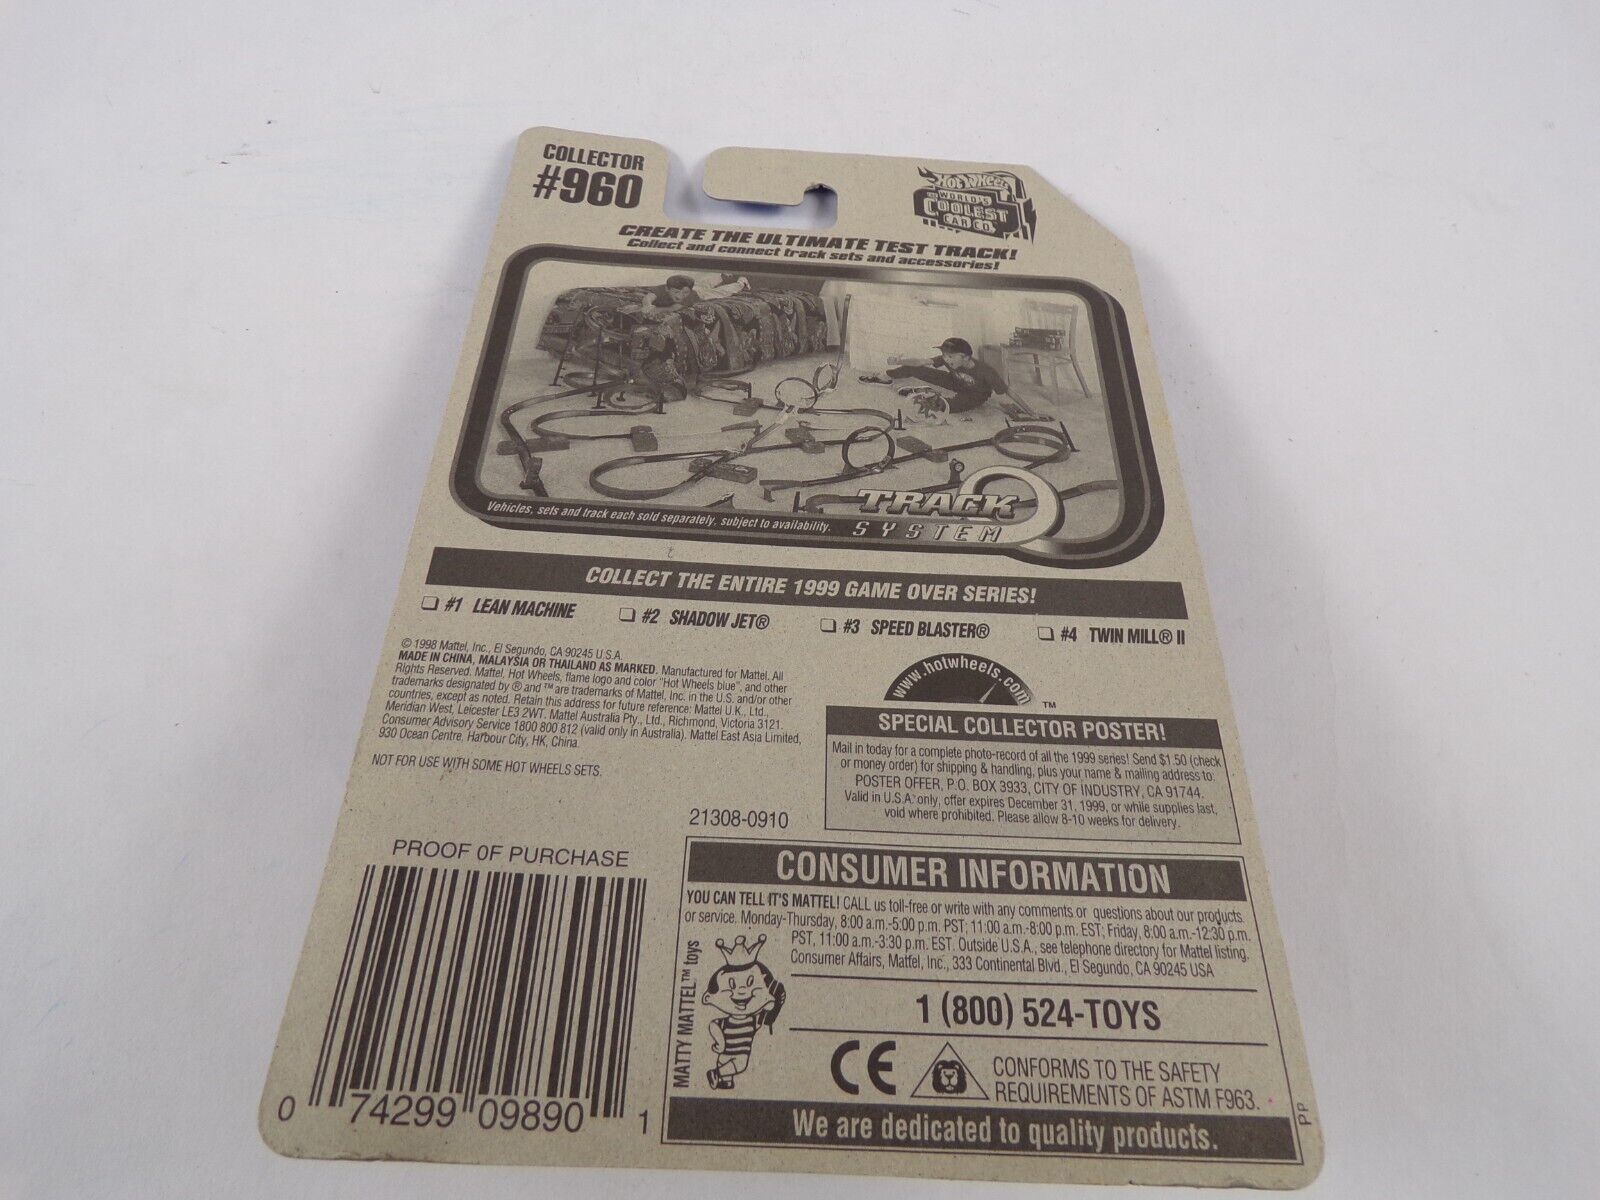 COLLECTOR
#960
HOT WHEELS
WORLD'S
COOLEST
CAR CO.
CREATE THE ULTIMATE TEST TRACK!
Collect and connect track sets and accessories!
Vehicles, sets and track each sold separately, subject to availability.
TRACK
SYSTEM
COLLECT THE ENTIRE 1999 GAME OVER SERIES!
#1 LEAN MACHINE
#2 SHADOW JET®
#3 SPEED BLASTER®
#4 TWIN MILL® II
© 1998 Mattel, Inc., El Segundo, CA 90245 U.S.A.
MADE IN CHINA, MALAYSIA OR THAILAND AS MARKED. Manufactured for Mattel. All
Rights Reserved. Mattel, Hot Wheels, flame logo and color "Hot Wheels blue", and other
trademarks designated by ® and ™ are trademarks of Mattel, Inc. in the U.S. and/or other
countries, except as noted. Retain this address for future reference: Mattel U.K., Ltd.,
Meridian West, Leicester LE3 2WT. Mattel Australia Pty., Ltd., Richmond, Victoria 3121.
Consumer Advisory Service 1800 800 812 (valid only in Australia). Mattel East Asia Limited,
930 Ocean Centre, Harbour City, HK, China.
NOT FOR USE WITH SOME HOT WHEELS SETS.
www.hotwheels.com
™
SPECIAL COLLECTOR POSTER!
Mail in today for a complete photo-record of all the 1999 series! Send $1.50 (check
or money order) for shipping & handling, plus your name & mailing address to:
POSTER OFFER, P.O. BOX 3933, CITY OF INDUSTRY, CA 91744.
Valid in U.S.A. only, offer expires December 31, 1999, or while supplies last,
void where prohibited. Please allow 8-10 weeks for delivery.
21308-0910
PROOF OF PURCHASE
0 74299 09890 1
CONSUMER INFORMATION
YOU CAN TELL IT'S MATTEL! CALL us toll-free or write with any comments or questions about our products
or service. Monday-Thursday, 8:00 a.m.-5:00 p.m. PST; 11:00 a.m.-8:00 p.m. EST; Friday, 8:00 a.m.-12:30 p.m.
PST, 11:00 a.m.-3:30 p.m. EST. Outside U.S.A., see telephone directory for Mattel listing.
Consumer Affairs, Mattel, Inc., 333 Continental Blvd., El Segundo, CA 90245 USA
MATTY MATTEL™ toys
1 (800) 524-TOYS
CE
CONFORMS TO THE SAFETY
REQUIREMENTS OF ASTM F963.
We are dedicated to quality products.
PP